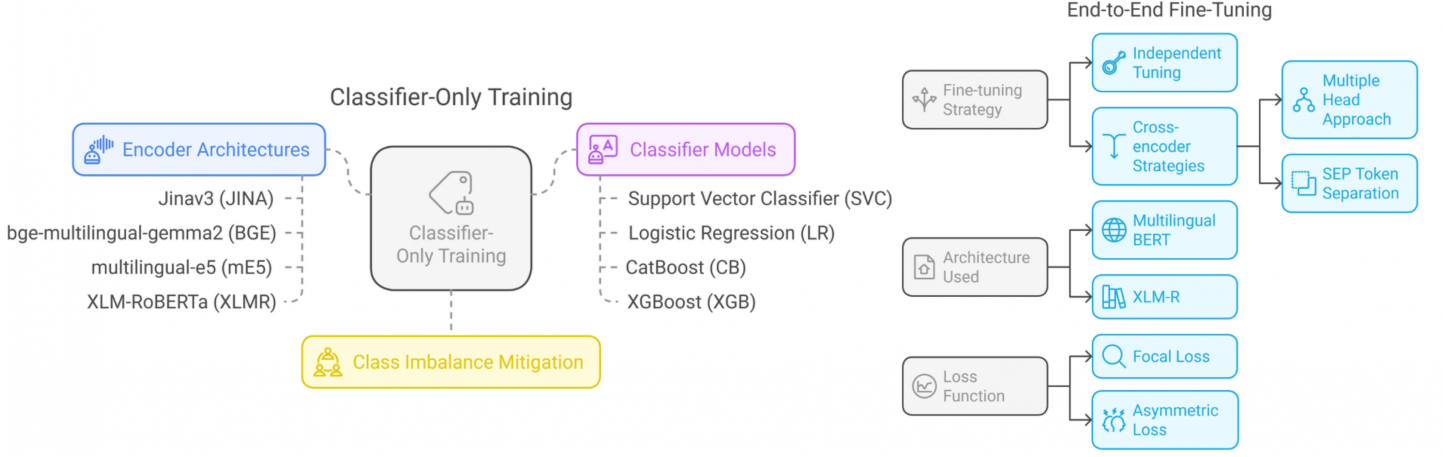 Classifier-Only Training
Encoder Architectures
Jinav3 (JINA)
bge-multilingual-gemma2 (BGE)
multilingual-e5 (mE5)
XLM-RoBERTa (XLMR)
Classifier-
Only Training
Classifier Models
Support Vector Classifier (SVC)
Logistic Regression (LR)
CatBoost (CB)
XGBoost (XGB)
Class Imbalance Mitigation
End-to-End Fine-Tuning
Fine-tuning
Strategy
Independent
Tuning
Cross-
encoder
Strategies
Multiple
Head
Approach
SEP Token
Separation
Architecture
Used
Multilingual
BERT
XLM-R
Loss
Function
Focal Loss
Asymmetric
Loss